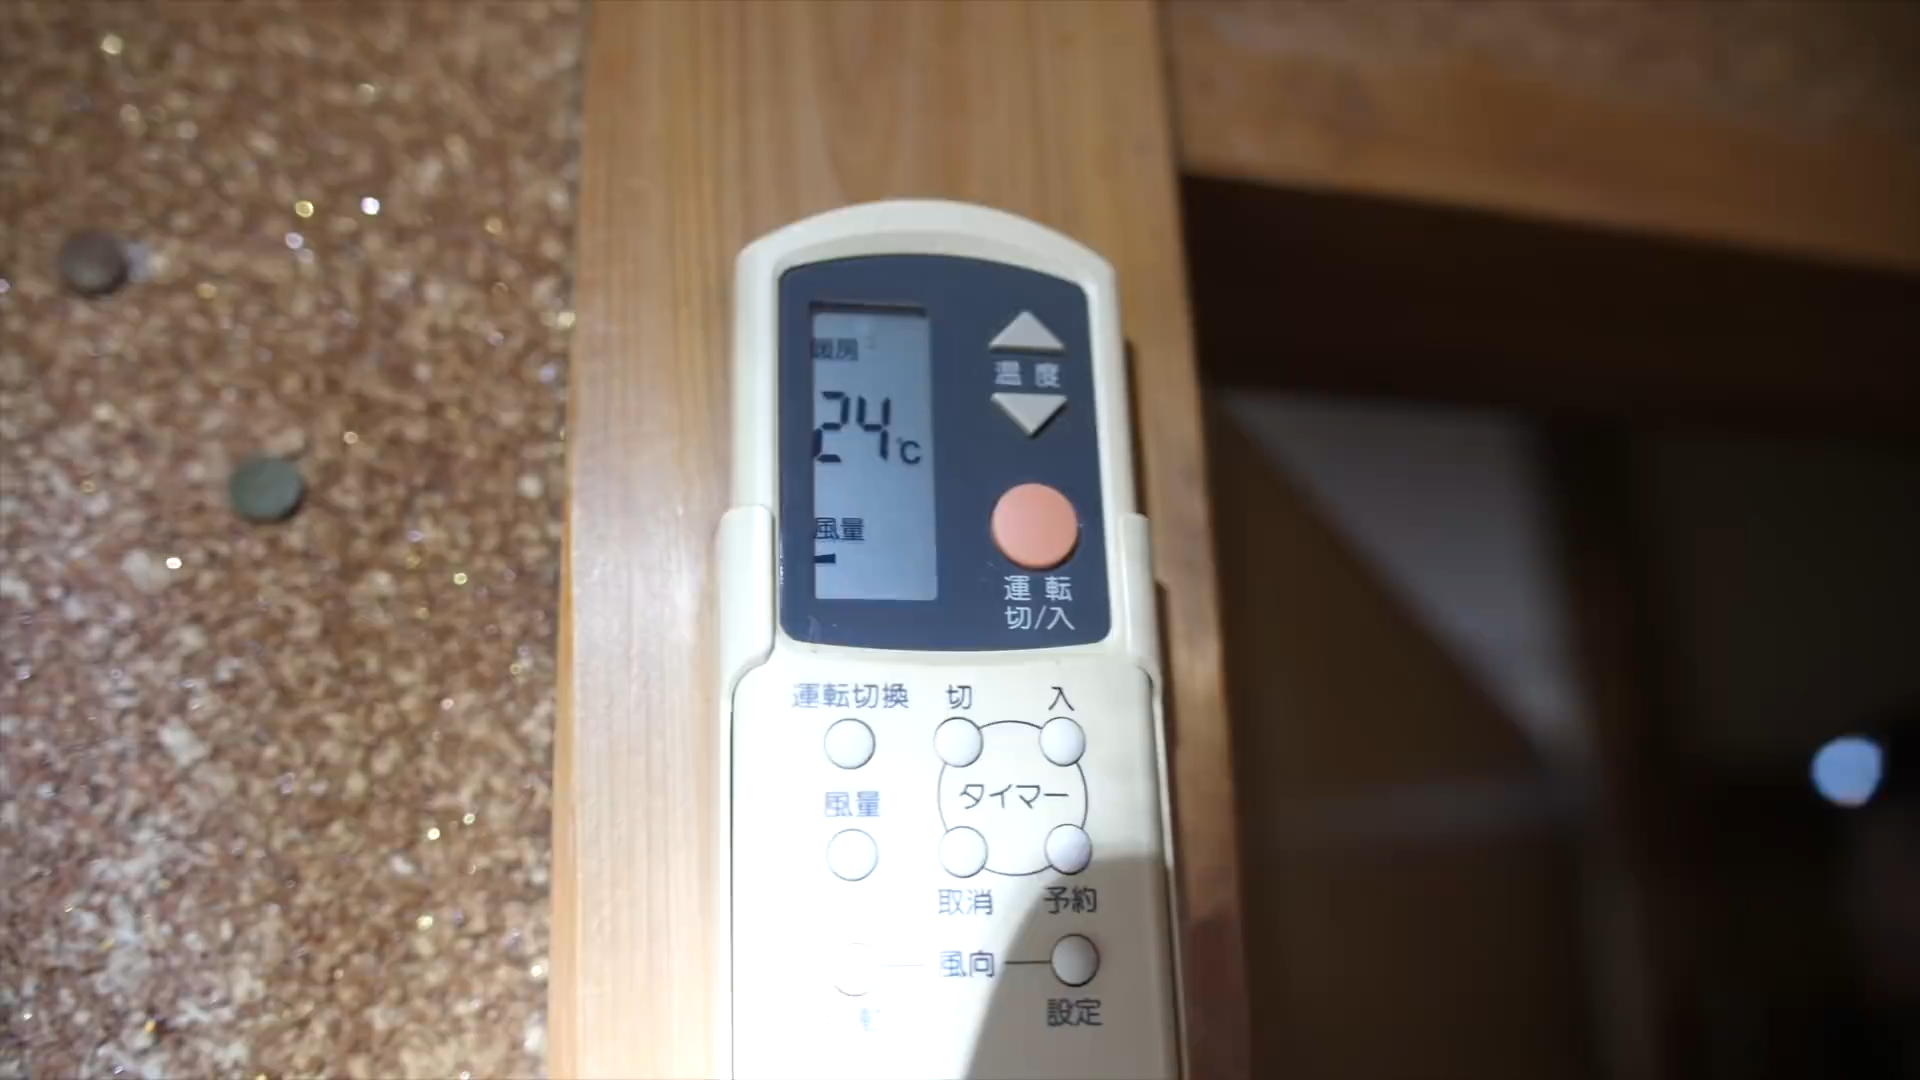 暖房
24℃
風量
温度
運転
切/入
運転切換
切
入
タイマー
風量
取消
予約
風向
設定